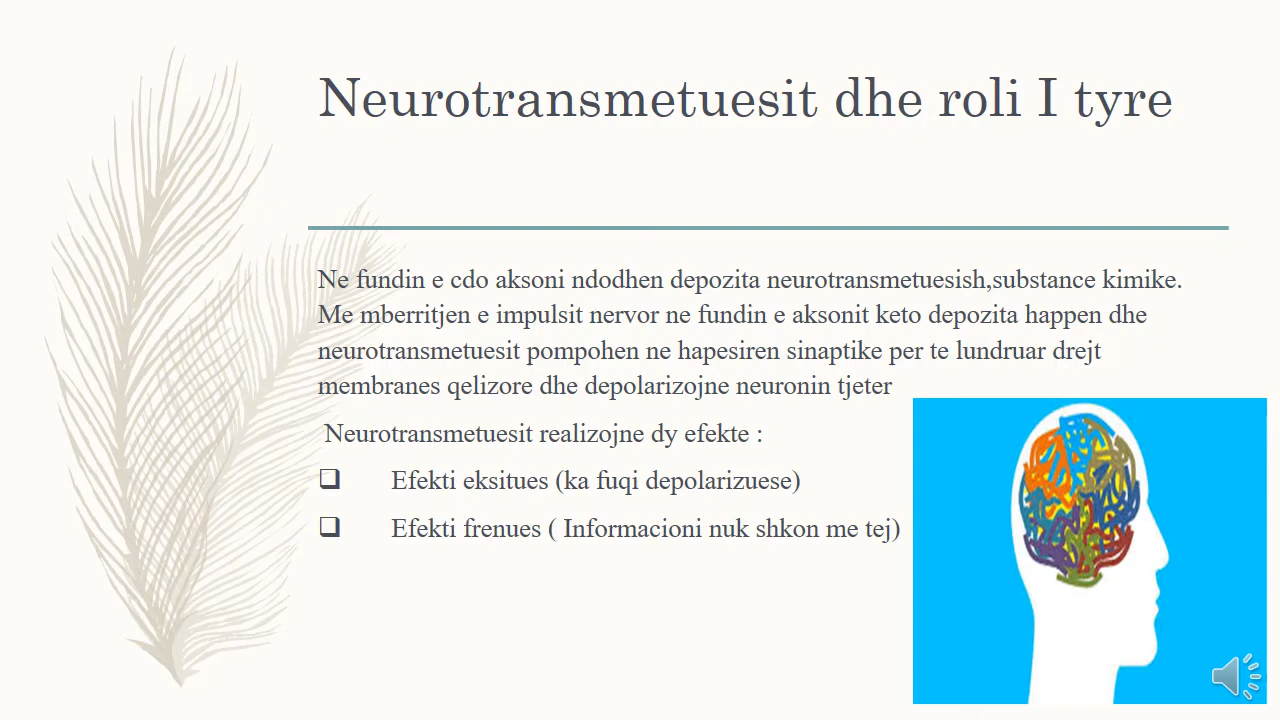 Neurotransmetuesit dhe roli I tyre
Ne fundin e cdo aksoni ndodhen depozita neurotransmetuesish,substance kimike.
Me mberritjen e impulsit nervor ne fundin e aksonit keto depozita happen dhe
neurotransmetuesit pompohen ne hapesiren sinaptike per te lundruar drejt
membranes qelizore dhe depolarizojne neuronin tjeter
Neurotransmetuesit realizojne dy efekte :
❑ Efekti eksitues (ka fuqi depolarizuese)
❑ Efekti frenues ( Informacioni nuk shkon me tej)